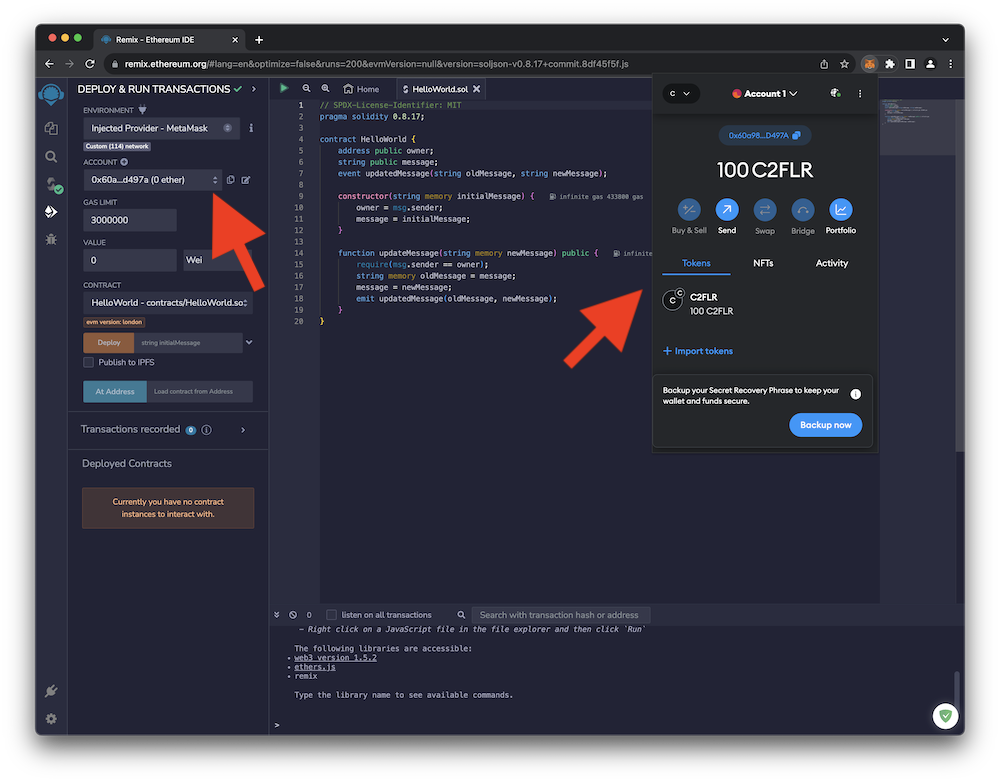 Remix - Ethereum IDE
remix.ethereum.org/#lang=en&optimize=false&runs=200&evmVersion=null&version=soljson-v0.8.17+commit.8df45f5f.js
DEPLOY & RUN TRANSACTIONS
ENVIRONMENT
Injected Provider - MetaMask
Custom (114) network
ACCOUNT
0x60a...d497a (0 ether)
GAS LIMIT
3000000
VALUE
0
Wei
CONTRACT
HelloWorld - contracts/HelloWorld.so
evm version: london
Deploy
string initialMessage
Publish to IPFS
At Address
Load contract from Address
Transactions recorded 0
Deployed Contracts
Currently you have no contract
instances to interact with.
Home
HelloWorld.sol
1 // SPDX-License-Identifier: MIT
2 pragma solidity 0.8.17;
3
4 contract HelloWorld {
5 address public owner;
6 string public message;
7 event updatedMessage(string oldMessage, string newMessage);
8
9 constructor(string memory initialMessage) { infinite gas 433800 gas
10 owner = msg.sender;
11 message = initialMessage;
12 }
13
14 function updateMessage(string memory newMessage) public { infinite
15 require(msg.sender == owner);
16 string memory oldMessage = message;
17 message = newMessage;
18 emit updatedMessage(oldMessage, newMessage);
19 }
20 }
C
Account 1
0x60a98...D497A
100 C2FLR
Buy & Sell
Send
Swap
Bridge
Portfolio
Tokens
NFTs
Activity
C
C
C2FLR
100 C2FLR
+ Import tokens
Backup your Secret Recovery Phrase to keep your
wallet and funds secure.
Backup now
0
listen on all transactions
Search with transaction hash or address
- Right click on a JavaScript file in the file explorer and then click `Run`
The following libraries are accessible:
• web3 version 1.5.2
• ethers.js
• remix
Type the library name to see available commands.
>